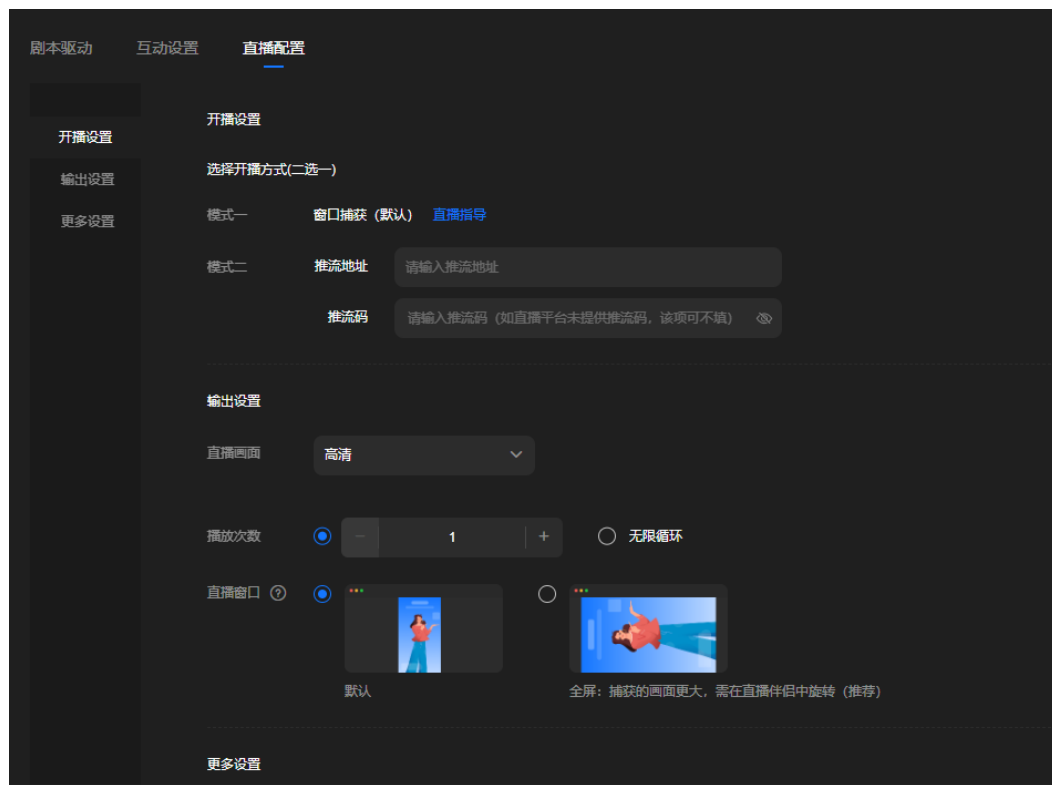 剧本驱动 互动设置 直播配置
开播设置
输出设置
更多设置
开播设置
选择开播方式(二选一)
模式一 窗口捕获（默认） 直播指导
模式二 推流地址 请输入推流地址
推流码 请输入推流码（如直播平台未提供推流码，该项可不填）
输出设置
直播画面 高清
播放次数 1 无限循环
直播窗口
默认 全屏：捕获的画面更大，需在直播伴侣中旋转（推荐）
更多设置